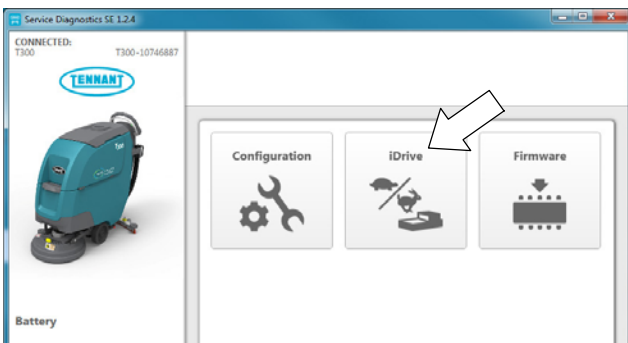 Service Diagnostics SE 1.2.4
CONNECTED:
T300 T300-10746887
TENNANT
Configuration
iDrive
Firmware
Battery